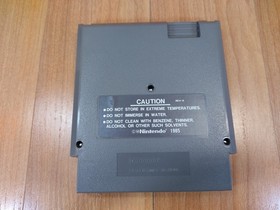 CAUTION
●DO NOT STORE IN EXTREME TEMPERATURES.
●DO NOT IMMERSE IN WATER.
●DO NOT CLEAN WITH BENZENE, THINNER,
ALCOHOL OR OTHER SUCH SOLVENTS.
Nintendo 1985